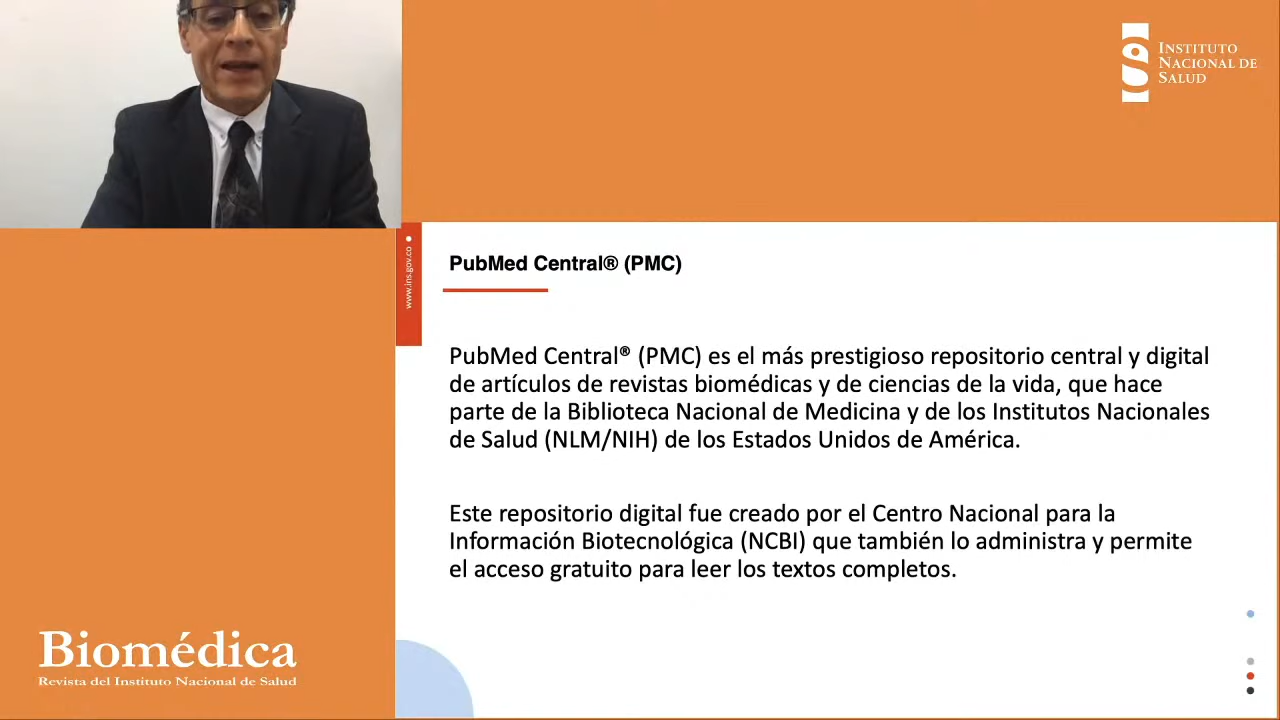 INSTITUTO
NACIONAL DE
SALUD
www.ins.gov.co
PubMed Central® (PMC)
PubMed Central® (PMC) es el más prestigioso repositorio central y digital
de artículos de revistas biomédicas y de ciencias de la vida, que hace
parte de la Biblioteca Nacional de Medicina y de los Institutos Nacionales
de Salud (NLM/NIH) de los Estados Unidos de América.
Este repositorio digital fue creado por el Centro Nacional para la
Información Biotecnológica (NCBI) que también lo administra y permite
el acceso gratuito para leer los textos completos.
Biomédica
Revista del Instituto Nacional de Salud